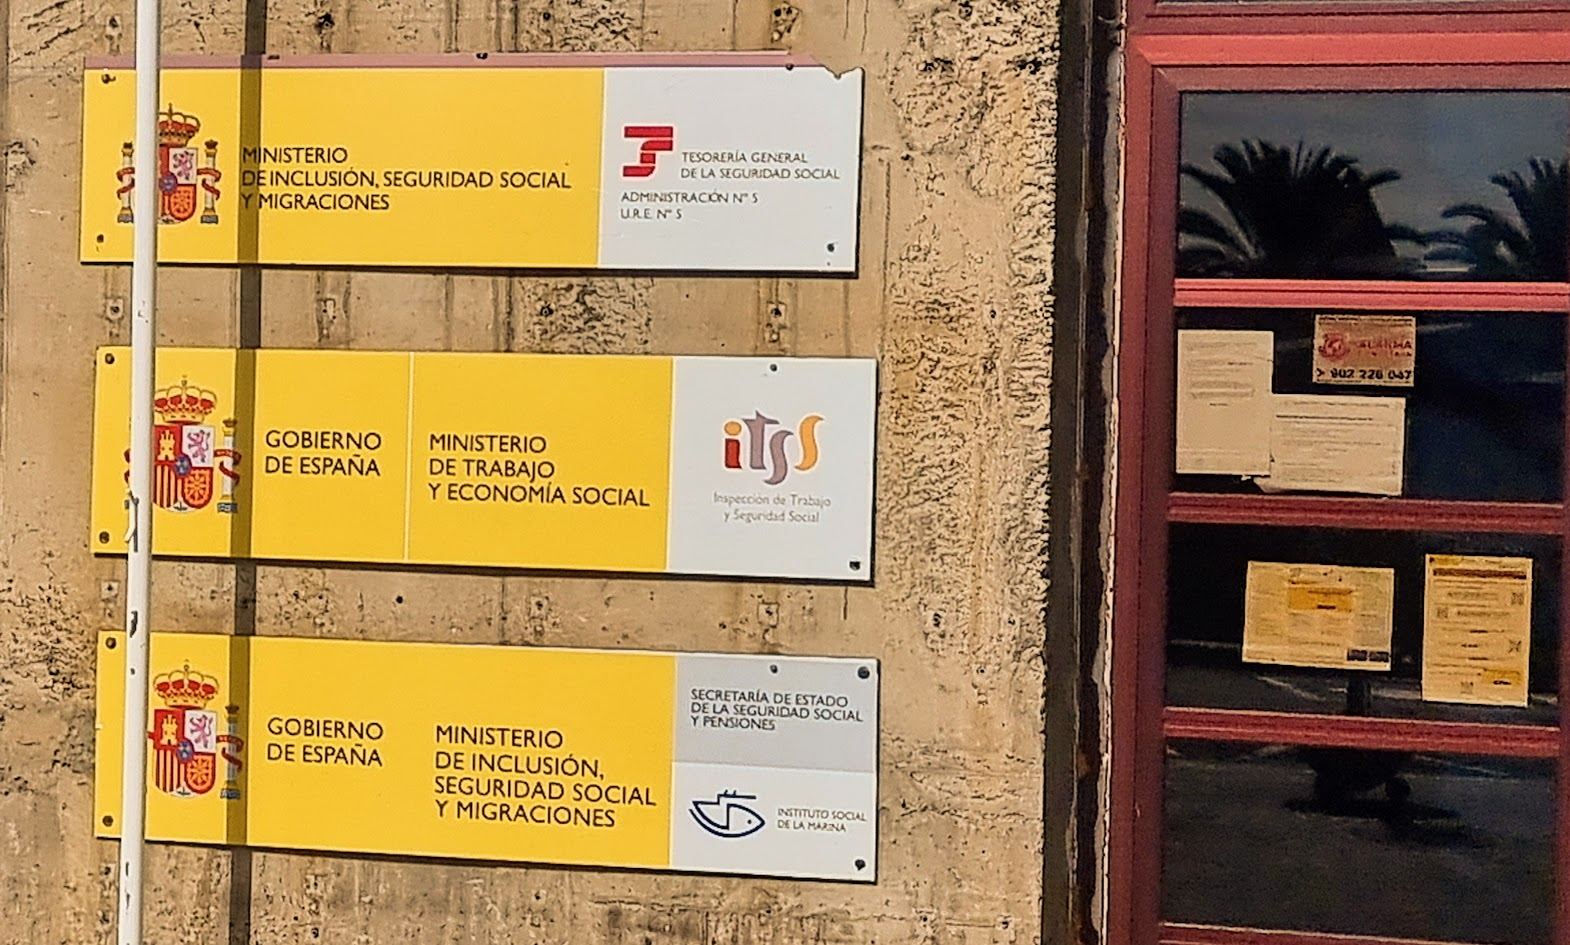 MINISTERIO
DE INCLUSIÓN, SEGURIDAD SOCIAL
Y MIGRACIONES
TESORERÍA GENERAL
DE LA SEGURIDAD SOCIAL
ADMINISTRACIÓN Nº 5
U.R.E. Nº 5
GOBIERNO
DE ESPAÑA
MINISTERIO
DE TRABAJO
Y ECONOMÍA SOCIAL
itss
Inspección de Trabajo
y Seguridad Social
GOBIERNO
DE ESPAÑA
MINISTERIO
DE INCLUSIÓN,
SEGURIDAD SOCIAL
Y MIGRACIONES
SECRETARÍA DE ESTADO
DE LA SEGURIDAD SOCIAL
Y PENSIONES
INSTITUTO SOCIAL
DE LA MARINA
902 226 047